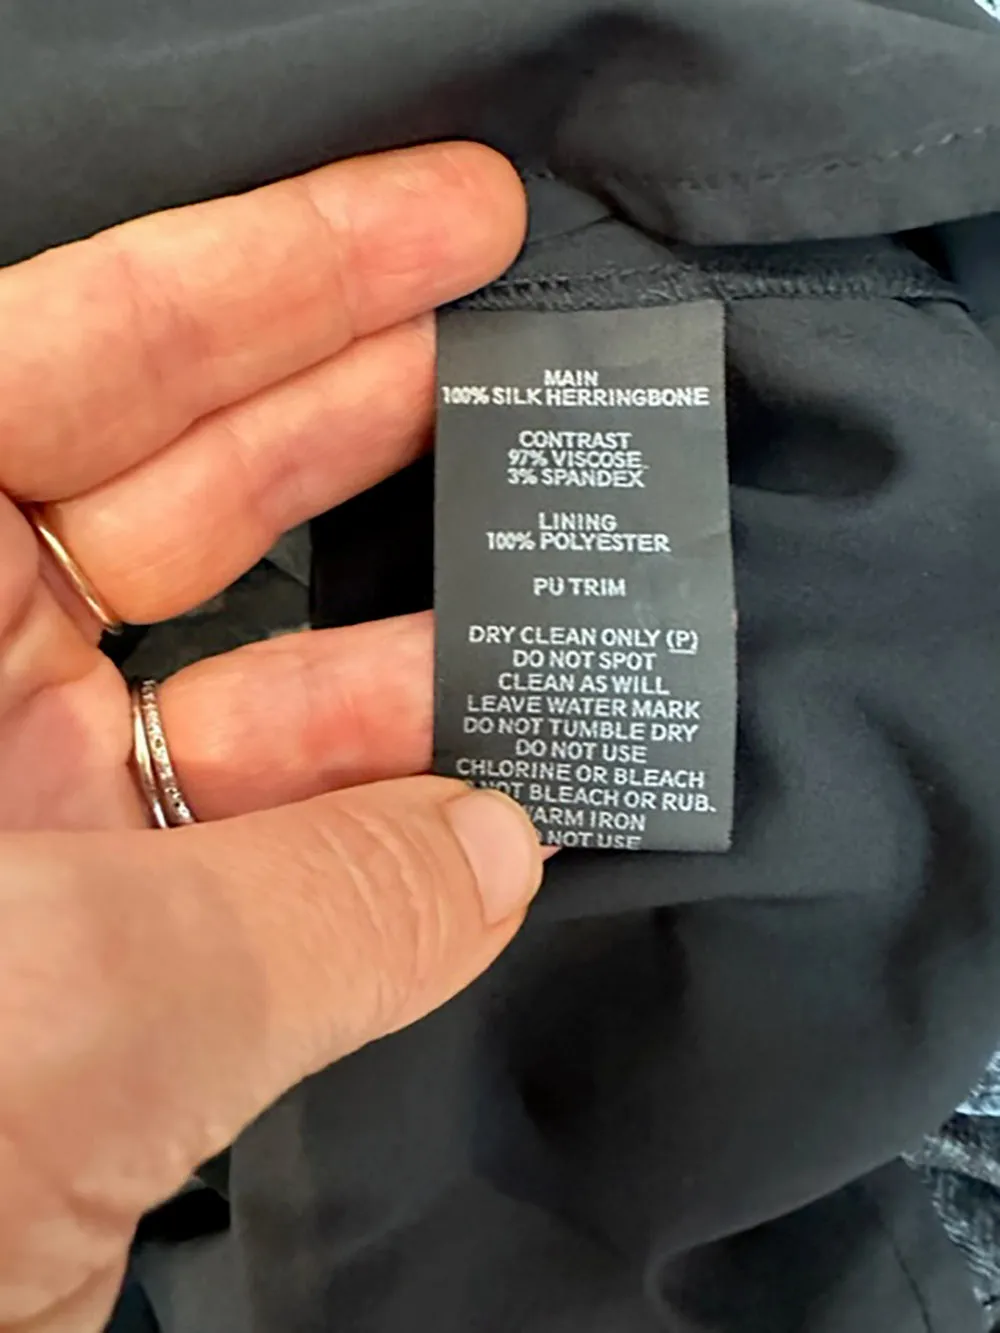 MAIN
100% SILK HERRINGBONE
CONTRAST
97% VISCOSE
3% SPANDEX
LINING
100% POLYESTER
PU TRIM
DRY CLEAN ONLY (P)
DO NOT SPOT
CLEAN AS WILL
LEAVE WATER MARK
DO NOT TUMBLE DRY
DO NOT USE
CHLORINE OR BLEACH
NOT BLEACH OR RUB.
ARM IRON
NOT USE